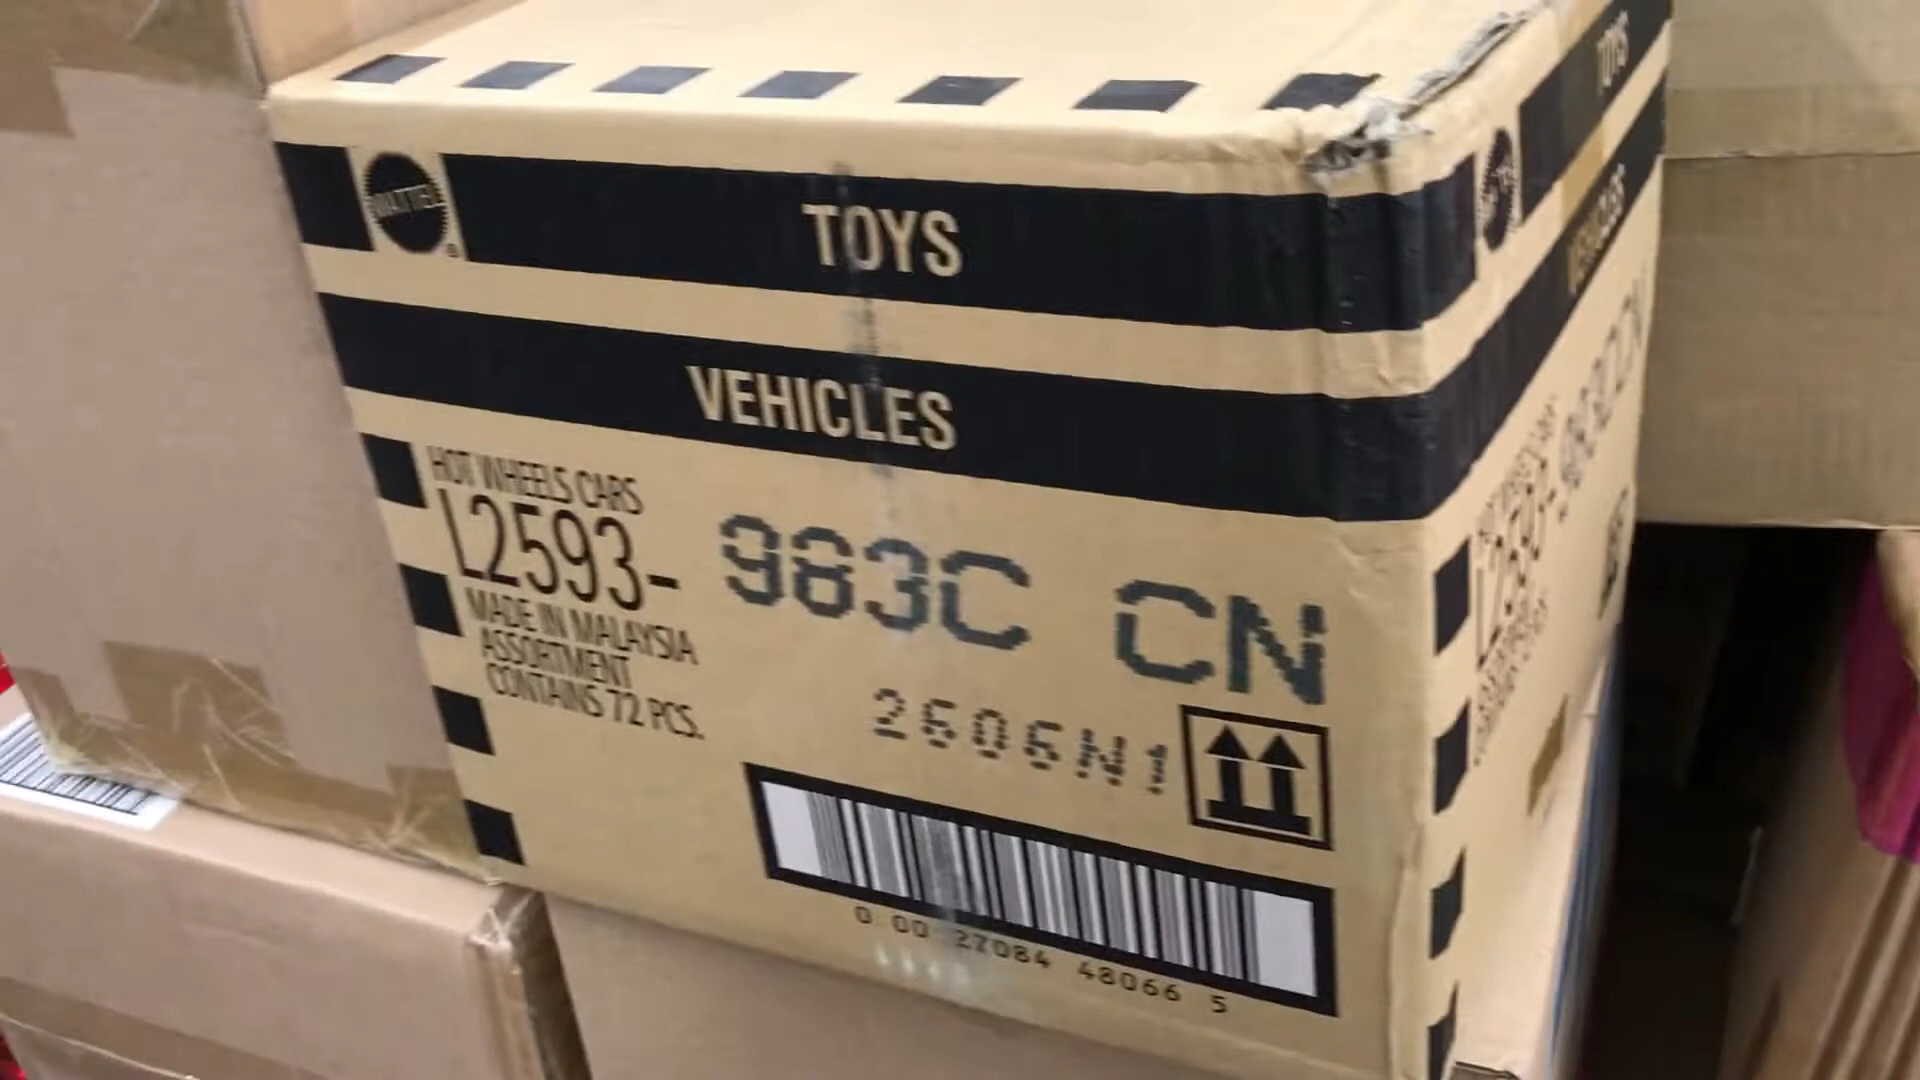 MATTEL
®
TOYS
VEHICLES
HOT WHEELS CARS
L2593- 983C CN
MADE IN MALAYSIA
ASSORTMENT
CONTAINS 72 PCS.
2606N1
0 00 27084 48066 5
TOYS
VEHICLES